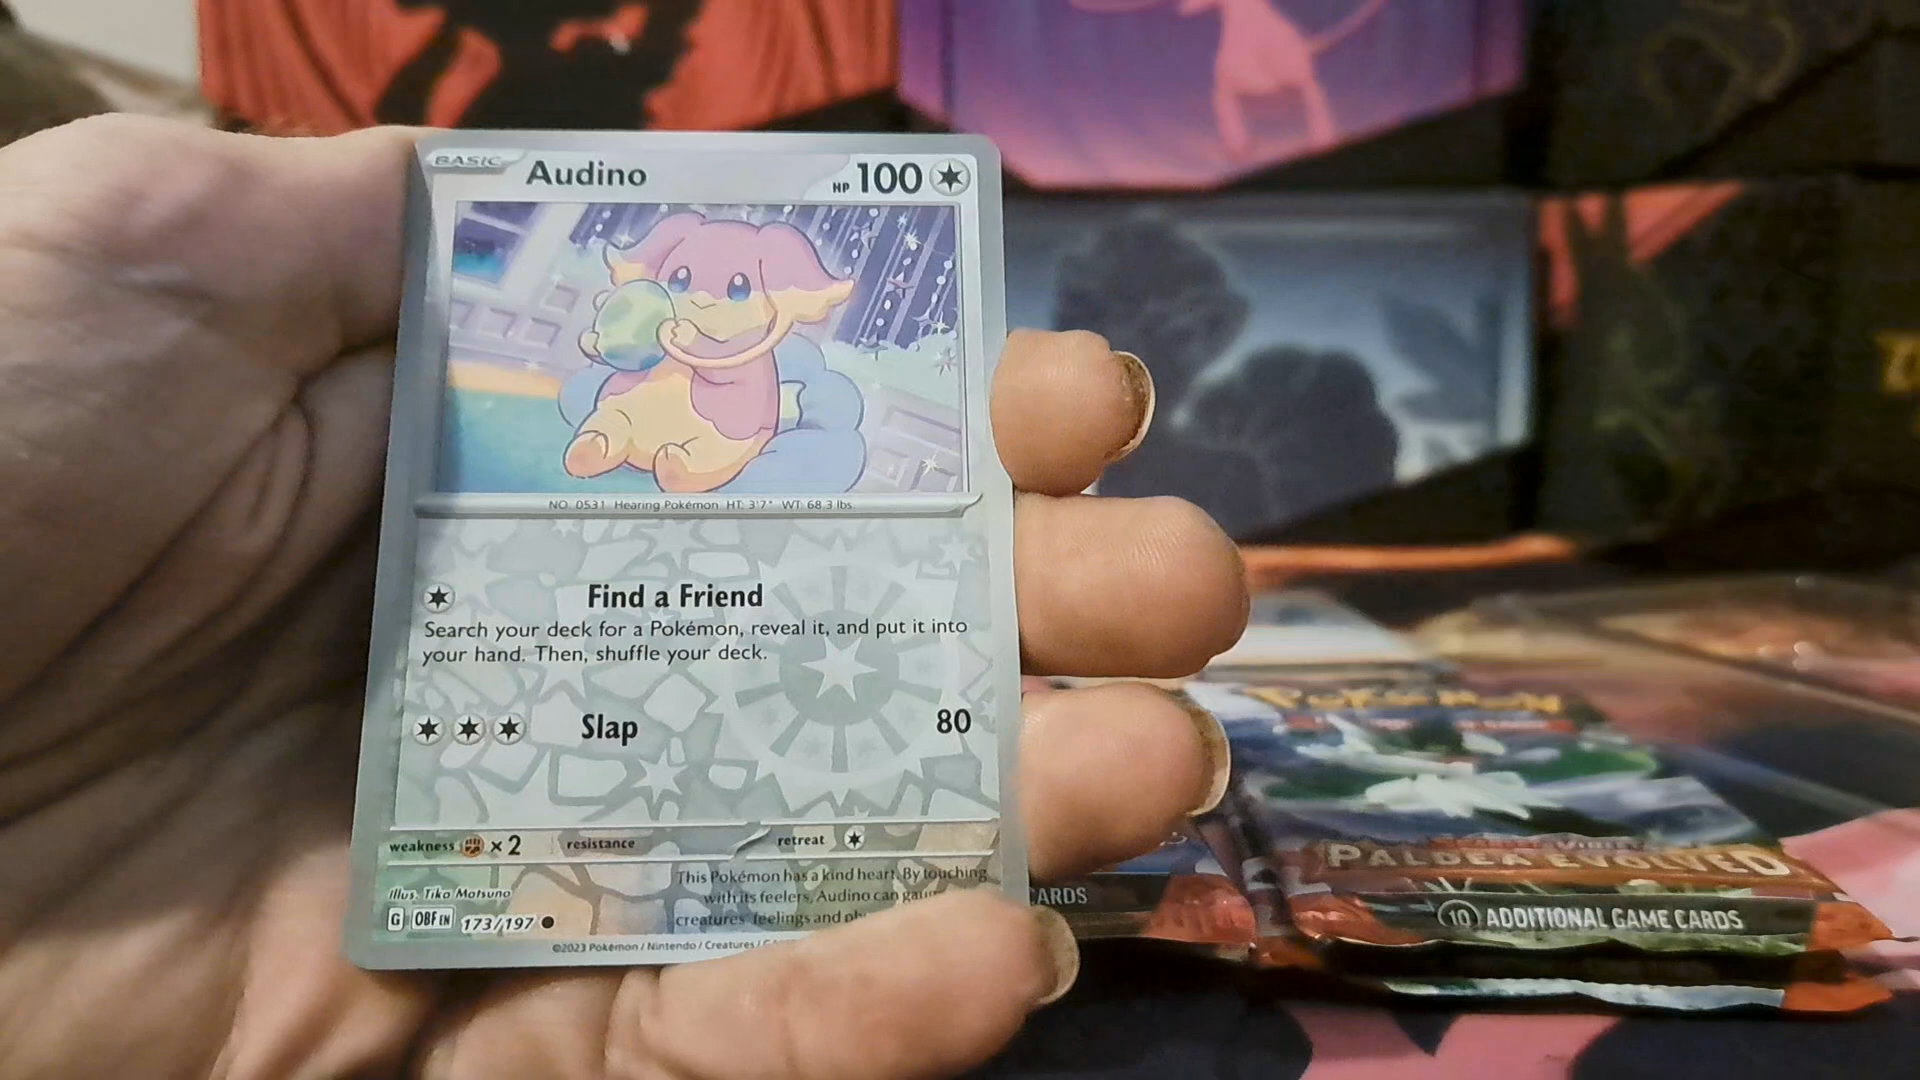 BASIC Audino HP 100
NO. 0531 Hearing Pokémon HT: 3'7" WT: 68.3 lbs.
Find a Friend
Search your deck for a Pokémon, reveal it, and put it into
your hand. Then, shuffle your deck.
Slap 80
weakness ×2 resistance retreat
This Pokémon has a kind heart. By touching
with its feelers, Audino can
creatures' feelings and
Illus. Tika Matsuno
G OBF EN 173/197
©2023 Pokémon / Nintendo / Creatures /
CARDS
POKÉMON
PALDEA EVOLVED
10 ADDITIONAL GAME CARDS